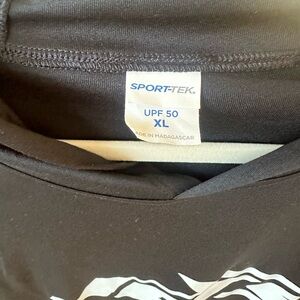 SPORT-TEK.
UPF 50
XL
MADE IN MADAGASCAR